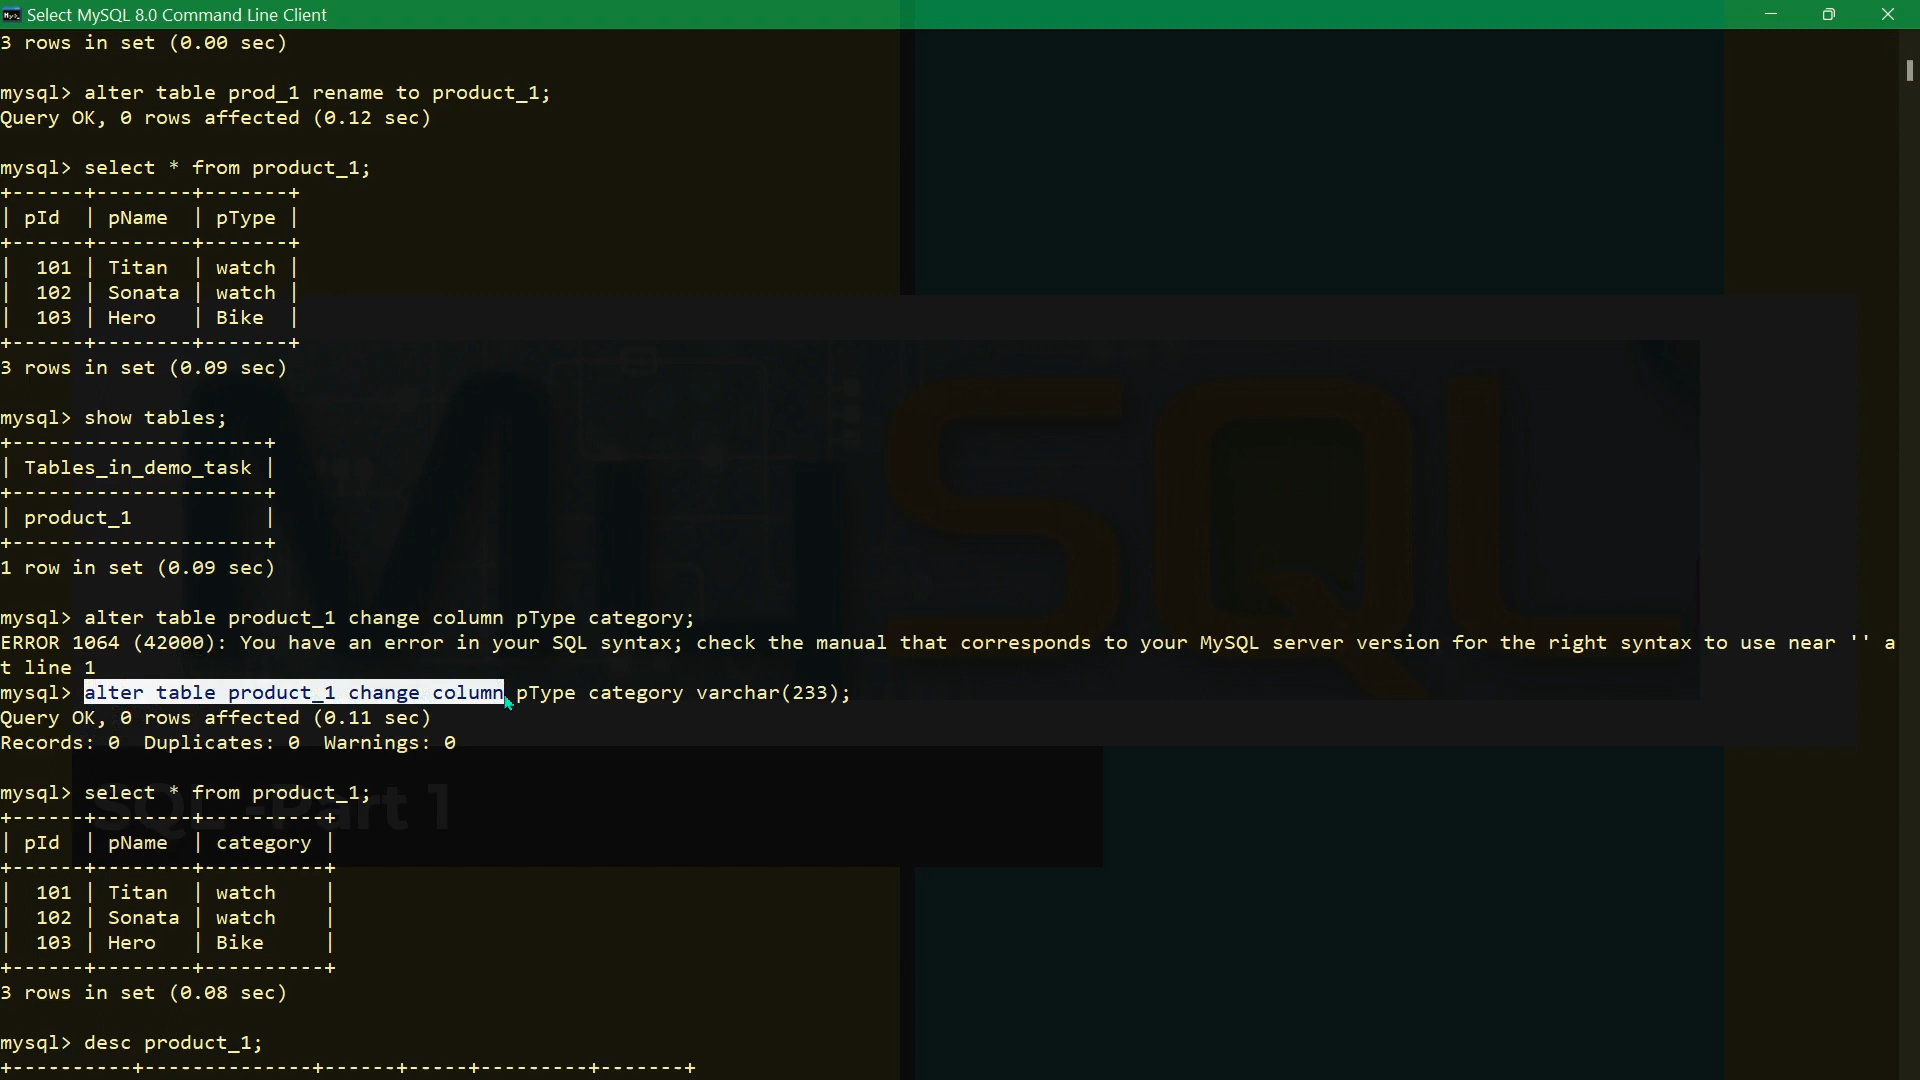 Select MySQL 8.0 Command Line Client
3 rows in set (0.00 sec)
mysql> alter table prod_1 rename to product_1;
Query OK, 0 rows affected (0.12 sec)
mysql> select * from product_1;
+------+--------+-------+
| pId  | pName  | pType |
+------+--------+-------+
|  101 | Titan  | watch |
|  102 | Sonata | watch |
|  103 | Hero   | Bike  |
+------+--------+-------+
3 rows in set (0.09 sec)
mysql> show tables;
+---------------------+
| Tables_in_demo_task |
+---------------------+
| product_1           |
+---------------------+
1 row in set (0.09 sec)
mysql> alter table product_1 change column pType category;
ERROR 1064 (42000): You have an error in your SQL syntax; check the manual that corresponds to your MySQL server version for the right syntax to use near '' a
t line 1
mysql> alter table product_1 change column pType category varchar(233);
Query OK, 0 rows affected (0.11 sec)
Records: 0  Duplicates: 0  Warnings: 0
mysql> select * from product_1;
+------+--------+----------+
| pId  | pName  | category |
+------+--------+----------+
|  101 | Titan  | watch    |
|  102 | Sonata | watch    |
|  103 | Hero   | Bike     |
+------+--------+----------+
3 rows in set (0.08 sec)
mysql> desc product_1;
+----------+--------------+------+-----+---------+-------+
MySQL
SQL -Part 1